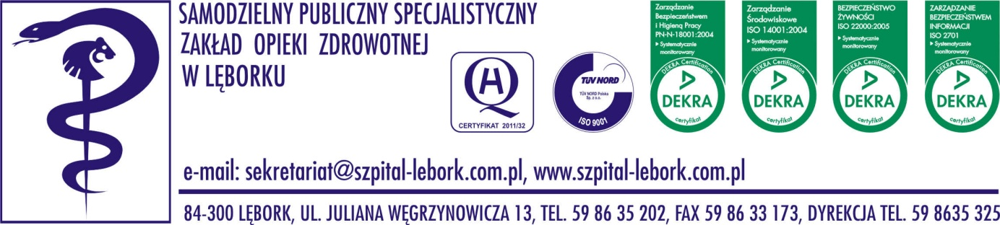 SAMODZIELNY PUBLICZNY SPECJALISTYCZNY
ZAKŁAD OPIEKI ZDROWOTNEJ
W LĘBORKU
CERTYFIKAT 2011/32
TÜV NORD
TÜV NORD Polska
Sp. z o.o.
ISO 9001
Zarządzanie
Bezpieczeństwem
i Higieną Pracy
PN-N-18001:2004
Systematycznie
monitorowany
DEKRA Certification
DEKRA
certyfikat
Zarządzanie
Środowiskowe
ISO 14001:2004
Systematycznie
monitorowany
DEKRA Certification
DEKRA
certyfikat
BEZPIECZEŃSTWO
ŻYWNOŚCI
ISO 22000:2005
Systematycznie
monitorowany
DEKRA Certification
DEKRA
certyfikat
ZARZĄDZANIE
BEZPIECZEŃSTWEM
INFORMACJI
ISO 2701
Systematycznie
monitorowany
DEKRA Certification
DEKRA
certyfikat
e-mail: sekretariat@szpital-lebork.com.pl, www.szpital-lebork.com.pl
84-300 LĘBORK, UL. JULIANA WĘGRZYNOWICZA 13, TEL. 59 86 35 202, FAX 59 86 33 173, DYREKCJA TEL. 59 8635 325